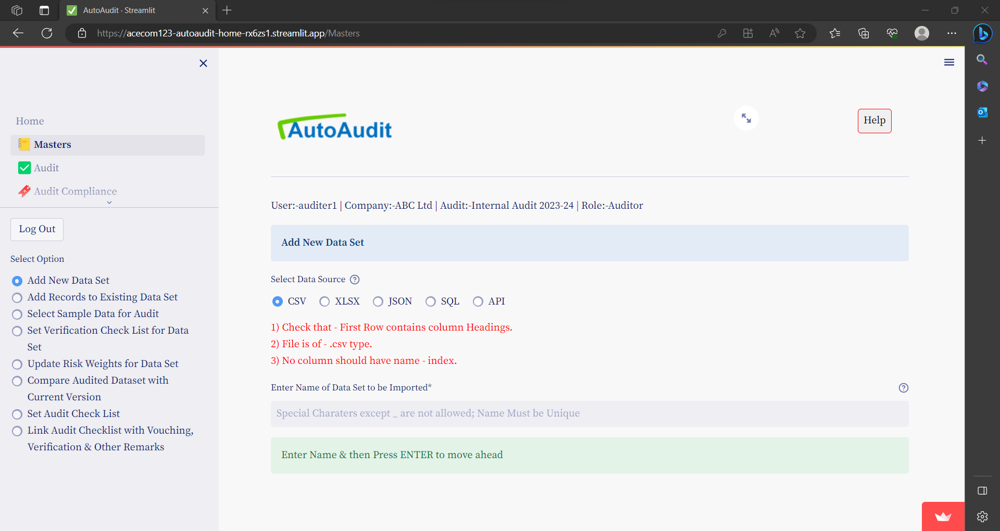 AutoAudit · Streamlit
https://acecom123-autoaudit-home-rx6zs1.streamlit.app/Masters
Home
Masters
Audit
Audit Compliance
Log Out
Select Option
Add New Data Set
Add Records to Existing Data Set
Select Sample Data for Audit
Set Verification Check List for Data
Set
Update Risk Weights for Data Set
Compare Audited Dataset with
Current Version
Set Audit Check List
Link Audit Checklist with Vouching,
Verification & Other Remarks
AutoAudit
Help
User:-auditer1 | Company:-ABC Ltd | Audit:-Internal Audit 2023-24 | Role:-Auditor
Add New Data Set
Select Data Source
CSV XLSX JSON SQL API
1) Check that - First Row contains column Headings.
2) File is of - .csv type.
3) No column should have name - index.
Enter Name of Data Set to be Imported*
Special Charaters except _ are not allowed; Name Must be Unique
Enter Name & then Press ENTER to move ahead